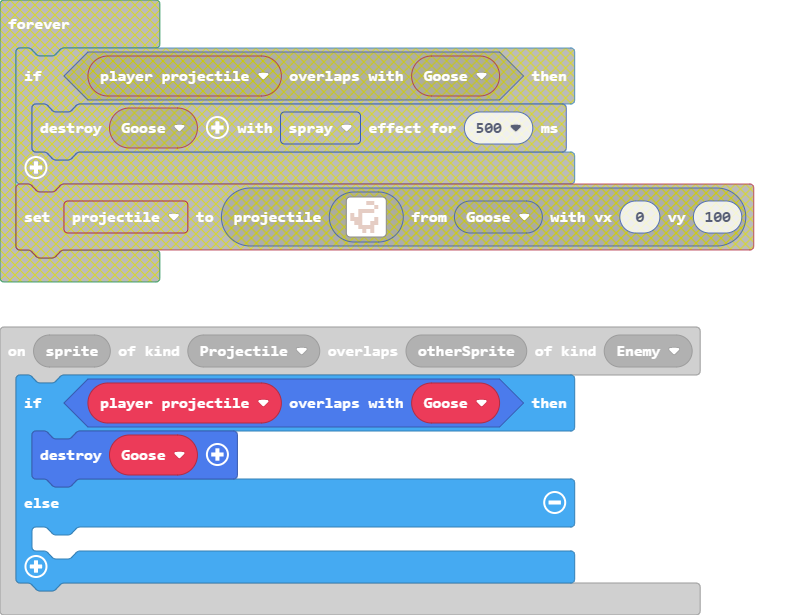 forever
if player projectile overlaps with Goose then
destroy Goose with spray effect for 500 ms
set projectile to projectile from Goose with vx 0 vy 100
on sprite of kind Projectile overlaps otherSprite of kind Enemy
if player projectile overlaps with Goose then
destroy Goose
else